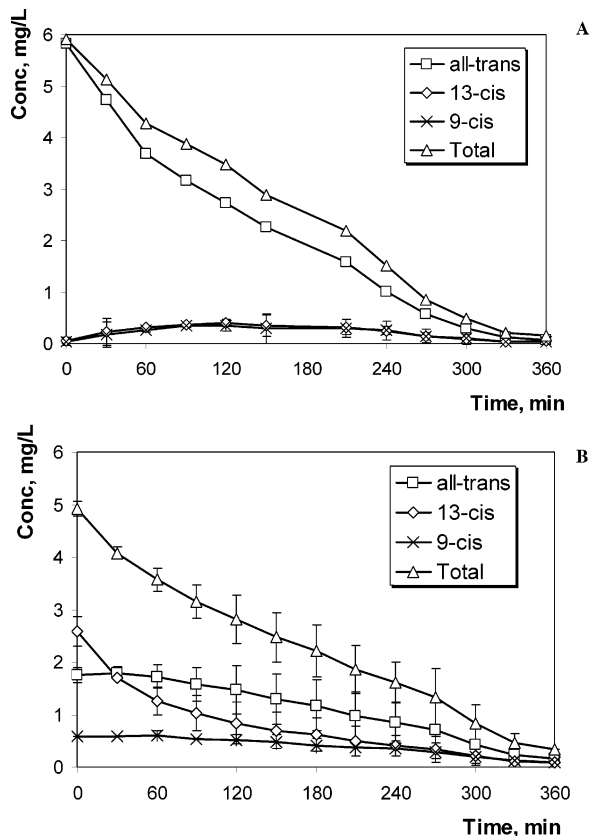 A
Conc, mg/L
6
5
4
3
2
1
0
all-trans
13-cis
9-cis
Total
0 60 120 180 240 300 360
Time, min
B
Conc, mg/L
6
5
4
3
2
1
0
all-trans
13-cis
9-cis
Total
0 60 120 180 240 300 360
Time, min